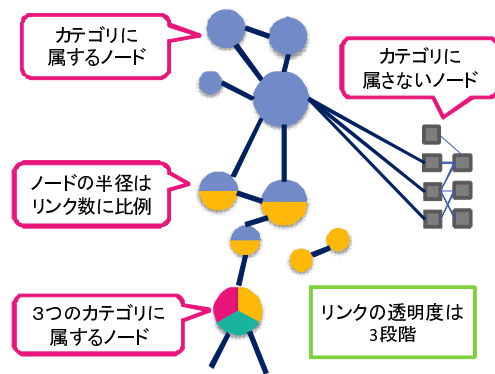 カテゴリに
属するノード
カテゴリに
属さないノード
ノードの半径は
リンク数に比例
３つのカテゴリに
属するノード
リンクの透明度は
3段階